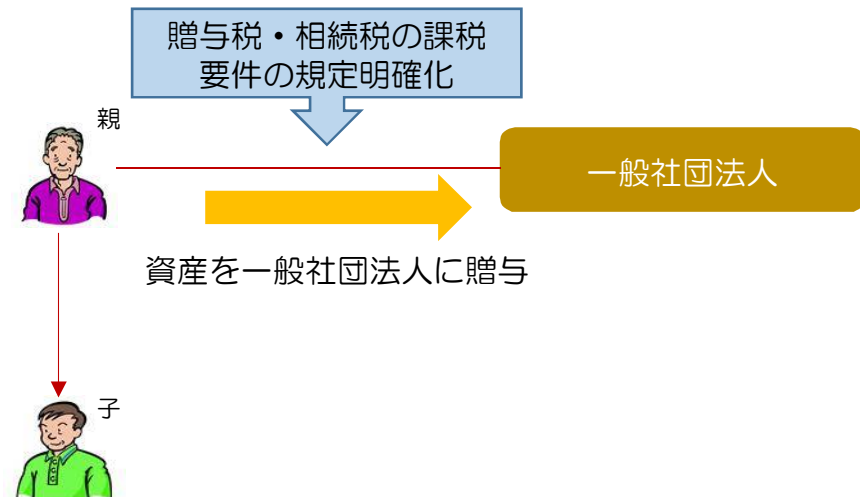 贈与税・相続税の課税
要件の規定明確化
親
一般社団法人
資産を一般社団法人に贈与
子